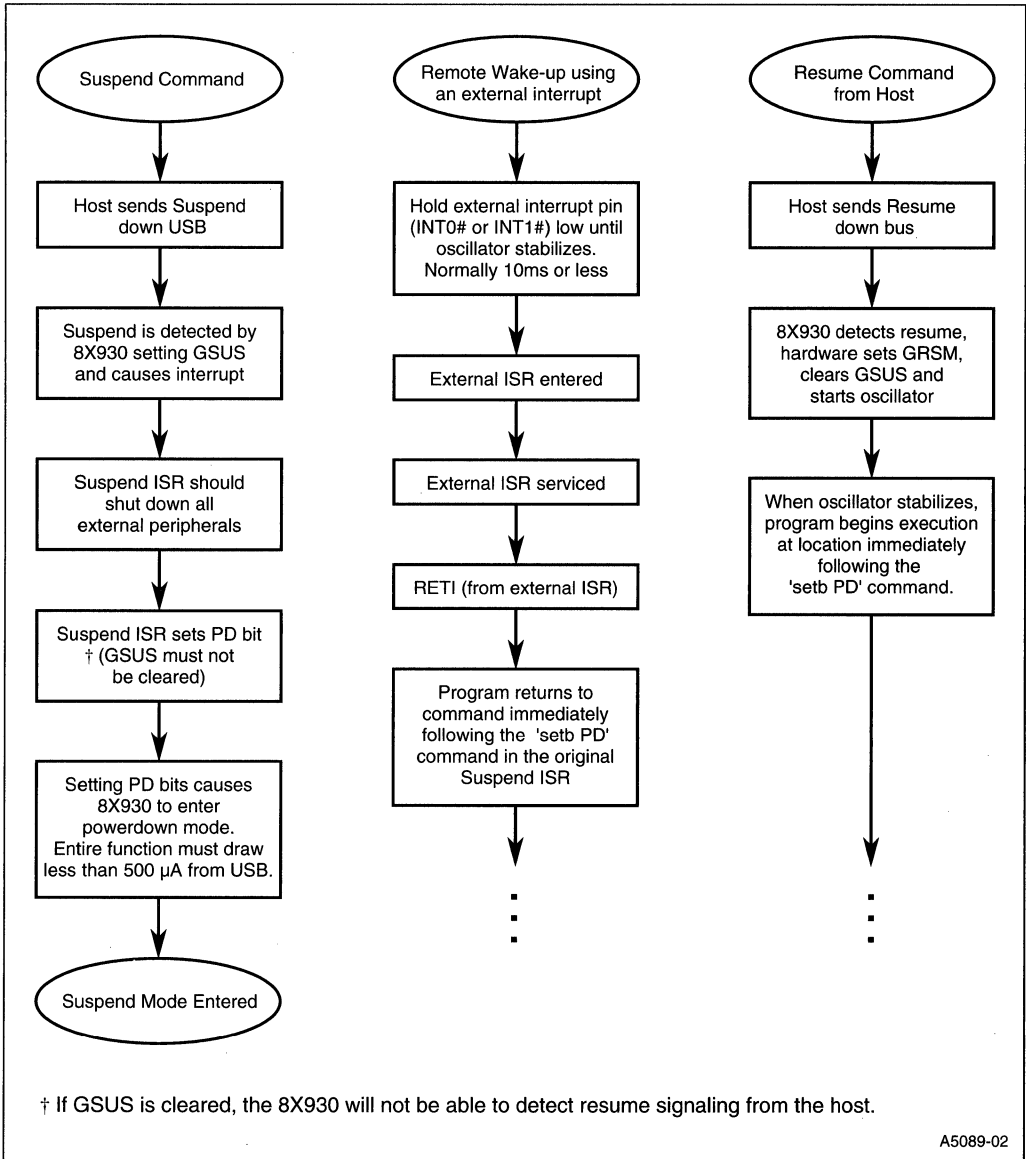 Suspend Command
Host sends Suspend
down USB
Suspend is detected by
8X930 setting GSUS
and causes interrupt
Suspend ISR should
shut down all
external peripherals
Suspend ISR sets PD bit
† (GSUS must not
be cleared)
Setting PD bits causes
8X930 to enter
powerdown mode.
Entire function must draw
less than 500 µA from USB.
Suspend Mode Entered
Remote Wake-up using
an external interrupt
Hold external interrupt pin
(INT0# or INT1#) low until
oscillator stabilizes.
Normally 10ms or less
External ISR entered
External ISR serviced
RETI (from external ISR)
Program returns to
command immediately
following the 'setb PD'
command in the original
Suspend ISR
Resume Command
from Host
Host sends Resume
down bus
8X930 detects resume,
hardware sets GRSM,
clears GSUS and
starts oscillator
When oscillator stabilizes,
program begins execution
at location immediately
following the
'setb PD' command.
† If GSUS is cleared, the 8X930 will not be able to detect resume signaling from the host.
A5089-02